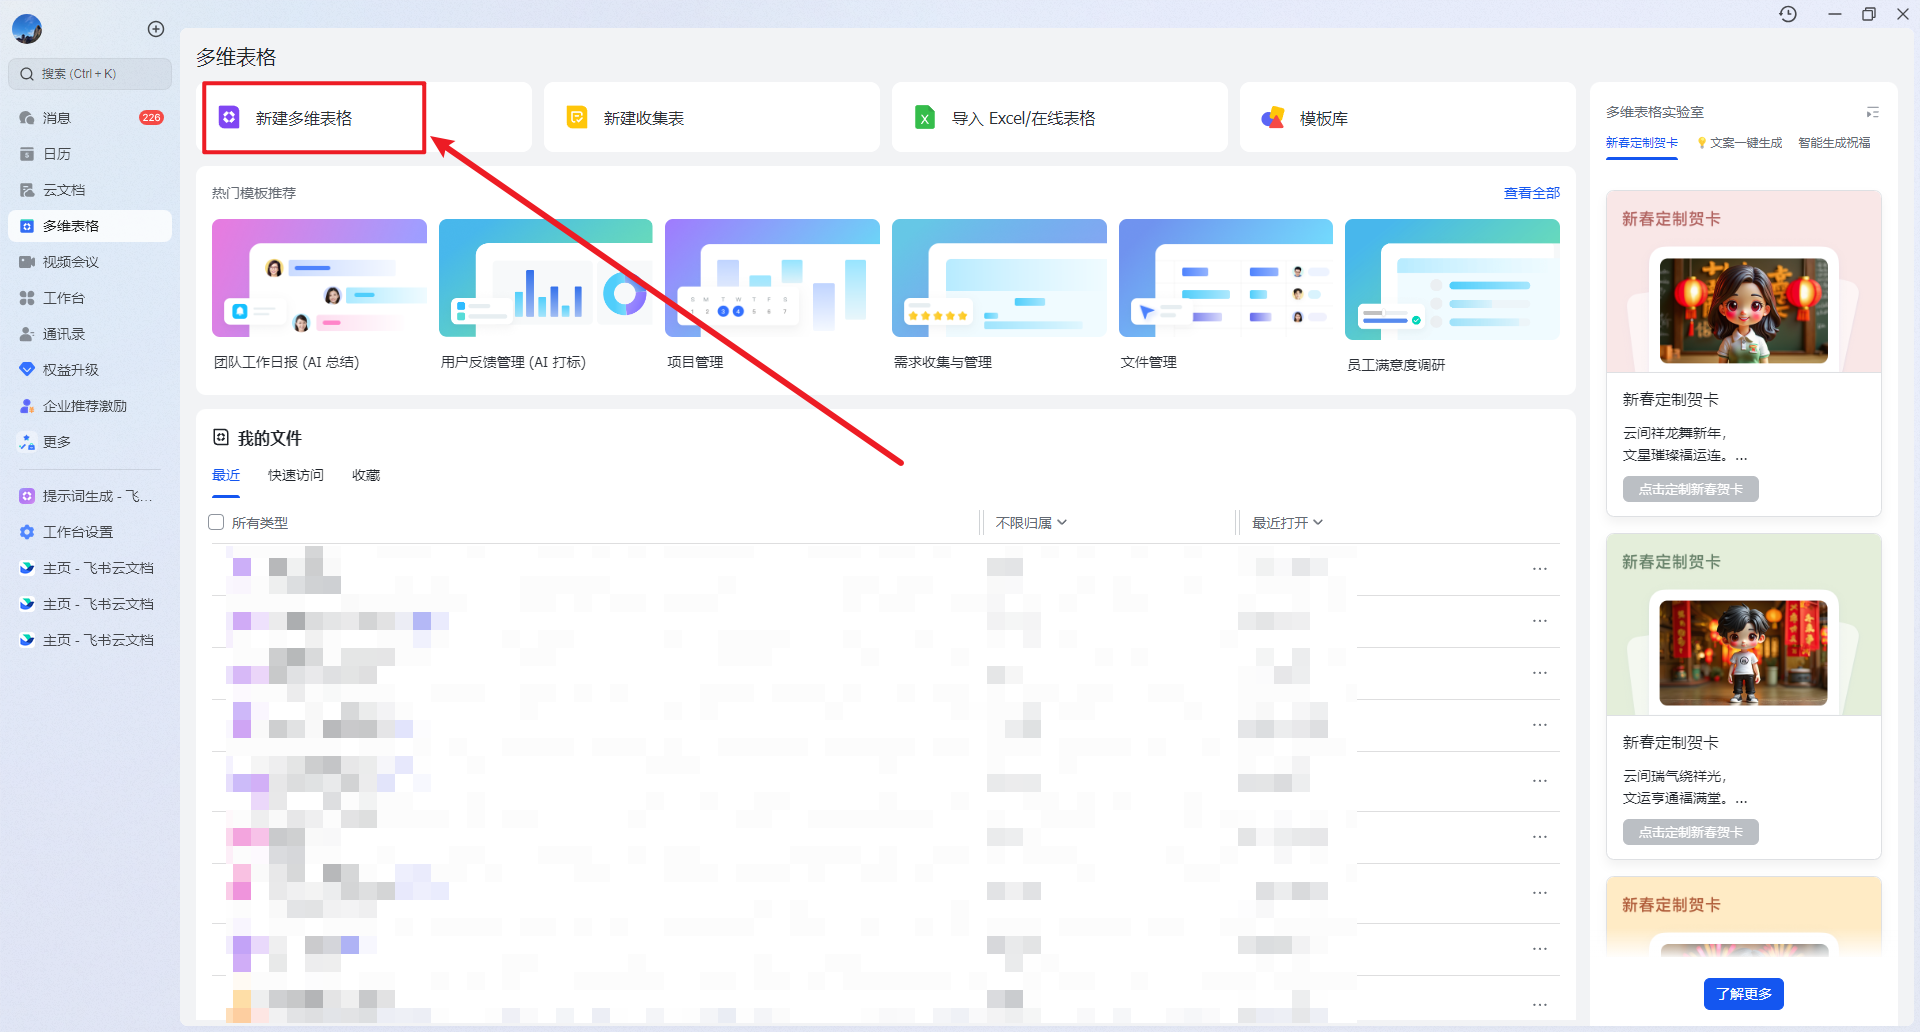 搜索 (Ctrl + K)
消息
226
日历
云文档
多维表格
视频会议
工作台
通讯录
权益升级
企业推荐激励
更多
提示词生成 - 飞...
工作台设置
主页 - 飞书云文档
主页 - 飞书云文档
主页 - 飞书云文档
多维表格
新建多维表格
新建收集表
导入 Excel/在线表格
模板库
热门模板推荐
查看全部
S M T W T F S
1 2 3 4 5 6 7
团队工作日报 (AI 总结)
用户反馈管理 (AI 打标)
项目管理
需求收集与管理
文件管理
员工满意度调研
我的文件
最近
快速访问
收藏
所有类型
不限归属
最近打开
多维表格实验室
新春定制贺卡
文案一键生成
智能生成祝福
新春定制贺卡
新春定制贺卡
云间祥龙舞新年，
文星璀璨福运连。...
点击定制新春贺卡
新春定制贺卡
新春定制贺卡
云间瑞气绕祥光，
文运亨通福满堂。...
点击定制新春贺卡
新春定制贺卡
了解更多